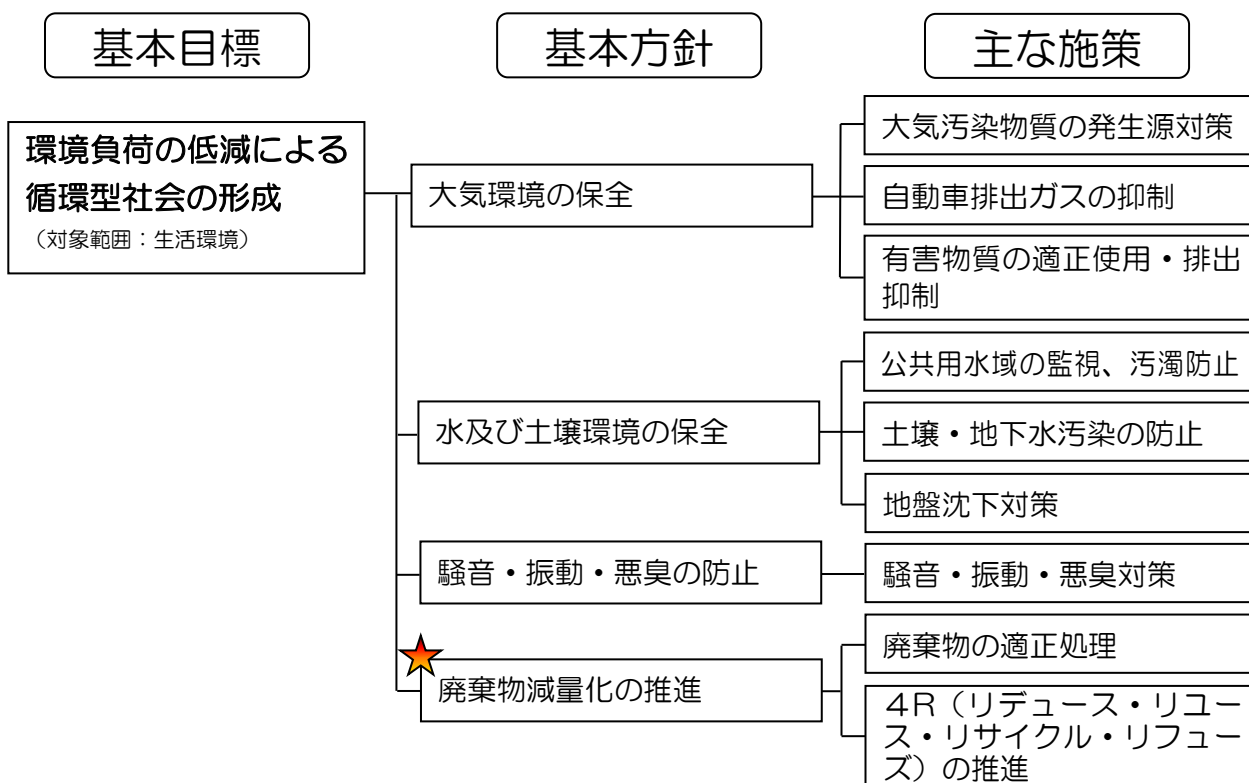 基本目標
基本方針
主な施策
環境負荷の低減による
循環型社会の形成
（対象範囲：生活環境）
大気環境の保全
大気汚染物質の発生源対策
自動車排出ガスの抑制
有害物質の適正使用・排出
抑制
水及び土壌環境の保全
公共用水域の監視、汚濁防止
土壌・地下水汚染の防止
地盤沈下対策
騒音・振動・悪臭の防止
騒音・振動・悪臭対策
廃棄物減量化の推進
廃棄物の適正処理
４Ｒ（リデュース・リユー
ス・リサイクル・リフュー
ズ）の推進